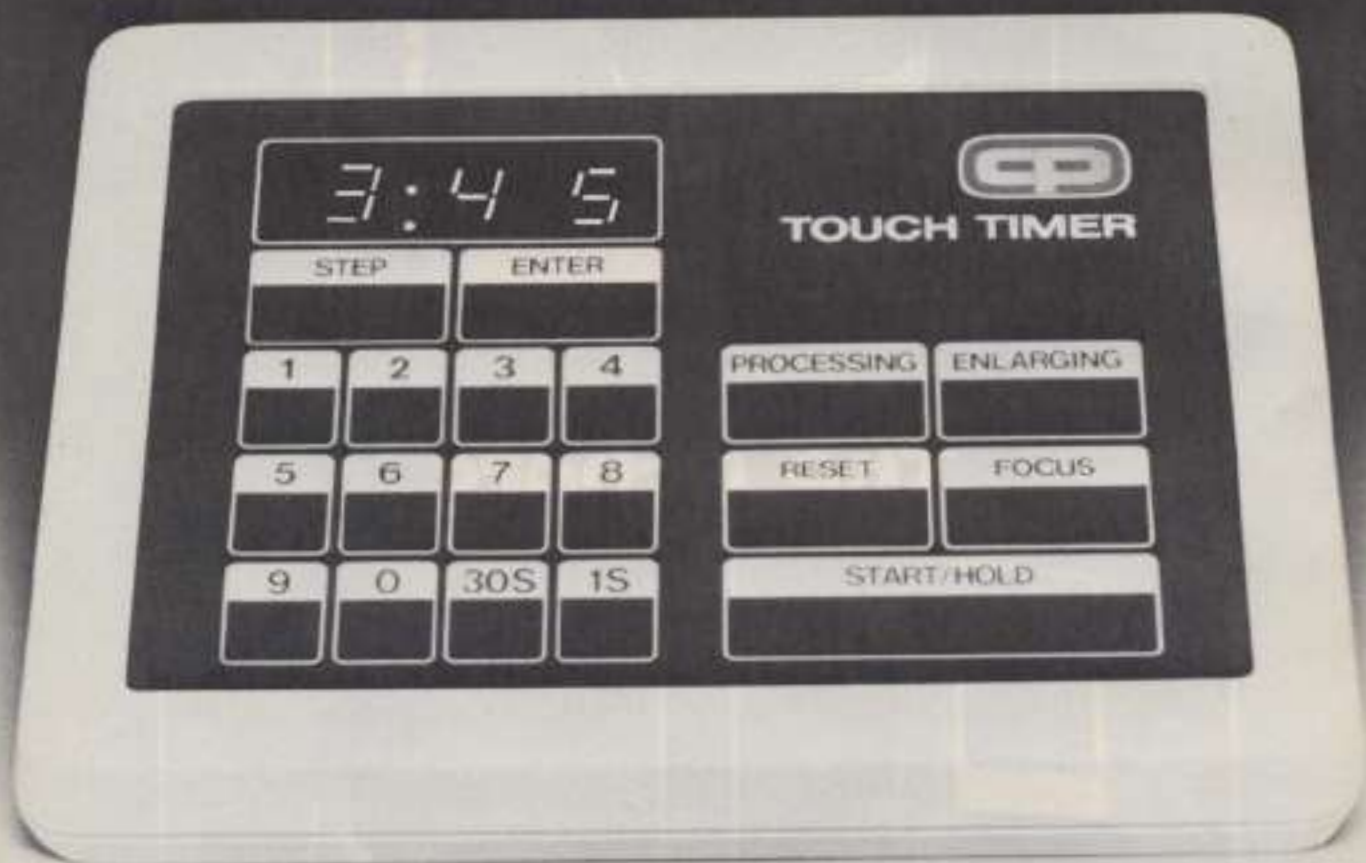 3:45
CP
TOUCH TIMER
STEP ENTER
1 2 3 4
5 6 7 8
9 0 30S 1S
PROCESSING ENLARGING
RESET FOCUS
START/HOLD